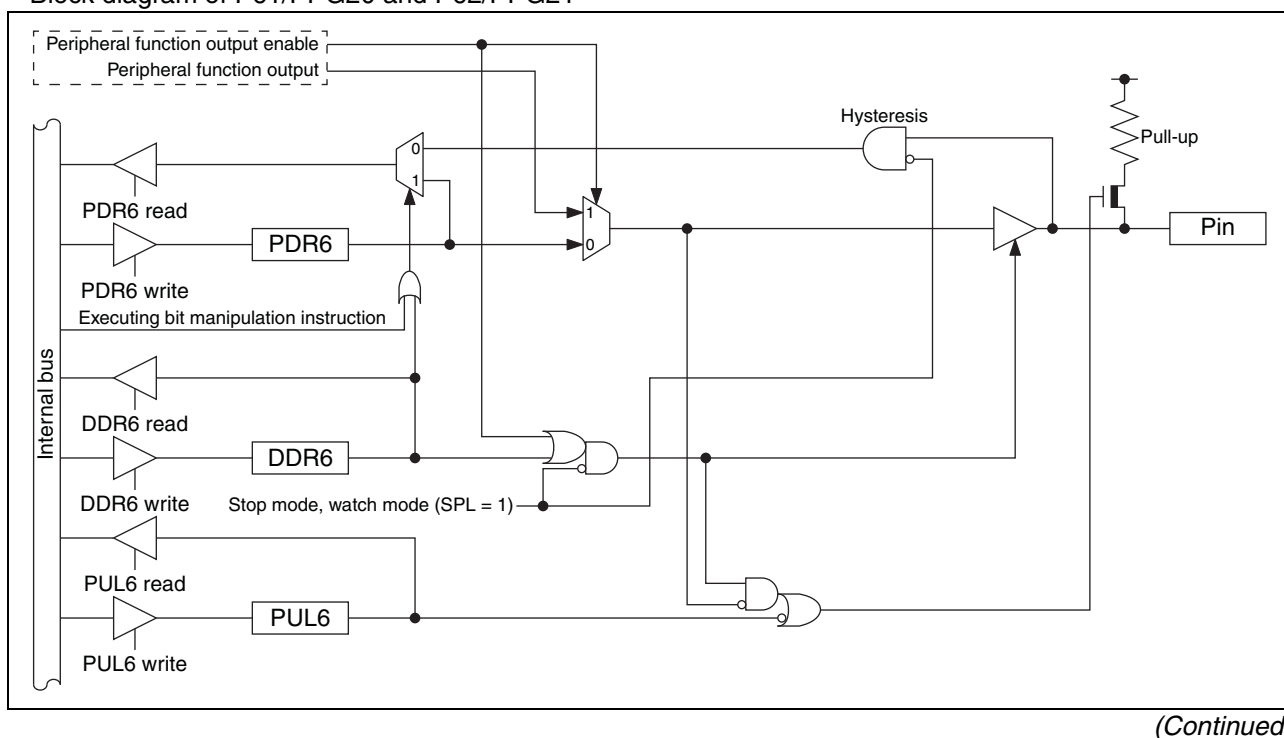 Peripheral function output enable
Peripheral function output
Hysteresis
Pull-up
0
1
PDR6 read
1
0
PDR6
Pin
PDR6 write
Executing bit manipulation instruction
Internal bus
DDR6 read
DDR6
DDR6 write
Stop mode, watch mode (SPL = 1)
PUL6 read
PUL6
PUL6 write
(Continued